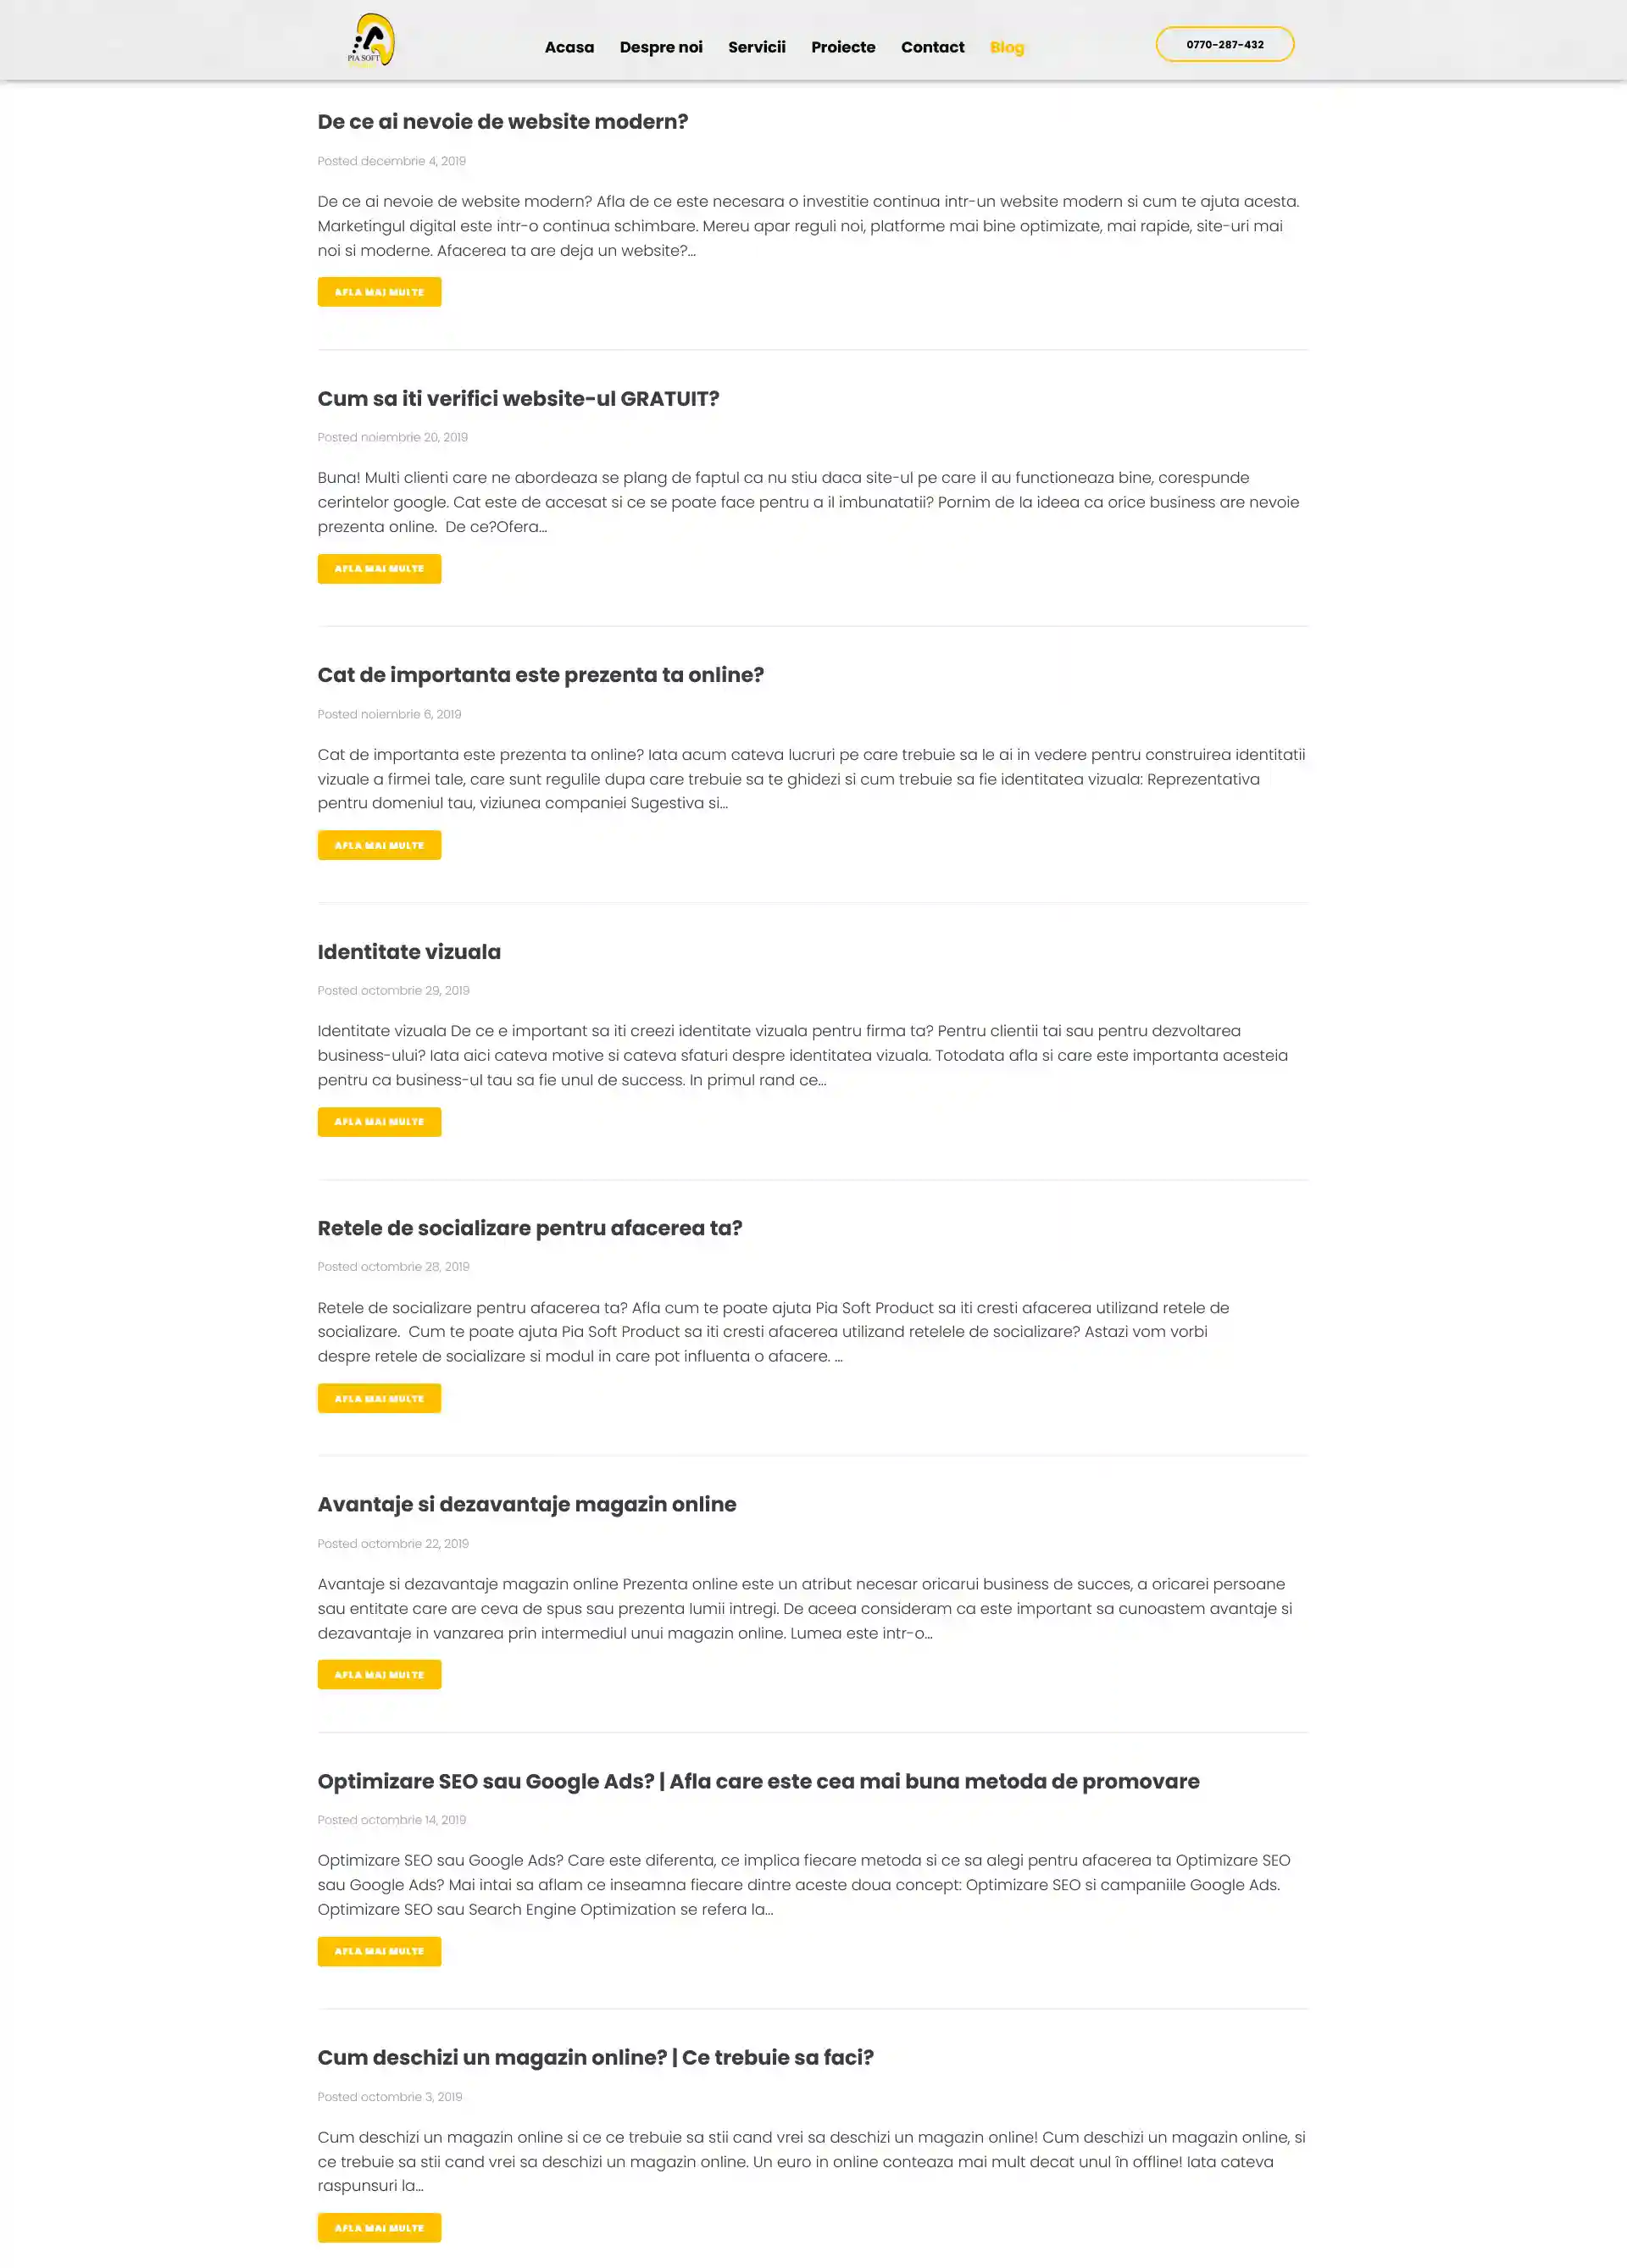 PIA SOFT
Acasa
Despre noi
Servicii
Proiecte
Contact
Blog
0770-287-432
De ce ai nevoie de website modern?
Posted decembrie 4, 2019
De ce ai nevoie de website modern? Afla de ce este necesara o investitie continua intr-un website modern si cum te ajuta acesta.
Marketingul digital este intr-o continua schimbare. Mereu apar reguli noi, platforme mai bine optimizate, mai rapide, site-uri mai
noi si moderne. Afacerea ta are deja un website?...
AFLA MAI MULTE
Cum sa iti verifici website-ul GRATUIT?
Posted noiembrie 20, 2019
Buna! Multi clienti care ne abordeaza se plang de faptul ca nu stiu daca site-ul pe care il au functioneaza bine, corespunde
cerintelor google. Cat este de accesat si ce se poate face pentru a il imbunatatii? Pornim de la ideea ca orice business are nevoie
prezenta online.  De ce?Ofera...
AFLA MAI MULTE
Cat de importanta este prezenta ta online?
Posted noiembrie 6, 2019
Cat de importanta este prezenta ta online? Iata acum cateva lucruri pe care trebuie sa le ai in vedere pentru construirea identitatii
vizuale a firmei tale, care sunt regulile dupa care trebuie sa te ghidezi si cum trebuie sa fie identitatea vizuala: Reprezentativa
pentru domeniul tau, viziunea companiei Sugestiva si...
AFLA MAI MULTE
Identitate vizuala
Posted octombrie 29, 2019
Identitate vizuala De ce e important sa iti creezi identitate vizuala pentru firma ta? Pentru clientii tai sau pentru dezvoltarea
business-ului? Iata aici cateva motive si cateva sfaturi despre identitatea vizuala. Totodata afla si care este importanta acesteia
pentru ca business-ul tau sa fie unul de success. In primul rand ce...
AFLA MAI MULTE
Retele de socializare pentru afacerea ta?
Posted octombrie 28, 2019
Retele de socializare pentru afacerea ta? Afla cum te poate ajuta Pia Soft Product sa iti cresti afacerea utilizand retele de
socializare.  Cum te poate ajuta Pia Soft Product sa iti cresti afacerea utilizand retelele de socializare? Astazi vom vorbi
despre retele de socializare si modul in care pot influenta o afacere. ...
AFLA MAI MULTE
Avantaje si dezavantaje magazin online
Posted octombrie 22, 2019
Avantaje si dezavantaje magazin online Prezenta online este un atribut necesar oricarui business de succes, a oricarei persoane
sau entitate care are ceva de spus sau prezenta lumii intregi. De aceea consideram ca este important sa cunoastem avantaje si
dezavantaje in vanzarea prin intermediul unui magazin online. Lumea este intr-o...
AFLA MAI MULTE
Optimizare SEO sau Google Ads? | Afla care este cea mai buna metoda de promovare
Posted octombrie 14, 2019
Optimizare SEO sau Google Ads? Care este diferenta, ce implica fiecare metoda si ce sa alegi pentru afacerea ta Optimizare SEO
sau Google Ads? Mai intai sa aflam ce inseamna fiecare dintre aceste doua concept: Optimizare SEO si campaniile Google Ads.
Optimizare SEO sau Search Engine Optimization se refera la...
AFLA MAI MULTE
Cum deschizi un magazin online? | Ce trebuie sa faci?
Posted octombrie 3, 2019
Cum deschizi un magazin online si ce ce trebuie sa stii cand vrei sa deschizi un magazin online! Cum deschizi un magazin online, si
ce trebuie sa stii cand vrei sa deschizi un magazin online. Un euro in online conteaza mai mult decat unul în offline! Iata cateva
raspunsuri la...
AFLA MAI MULTE